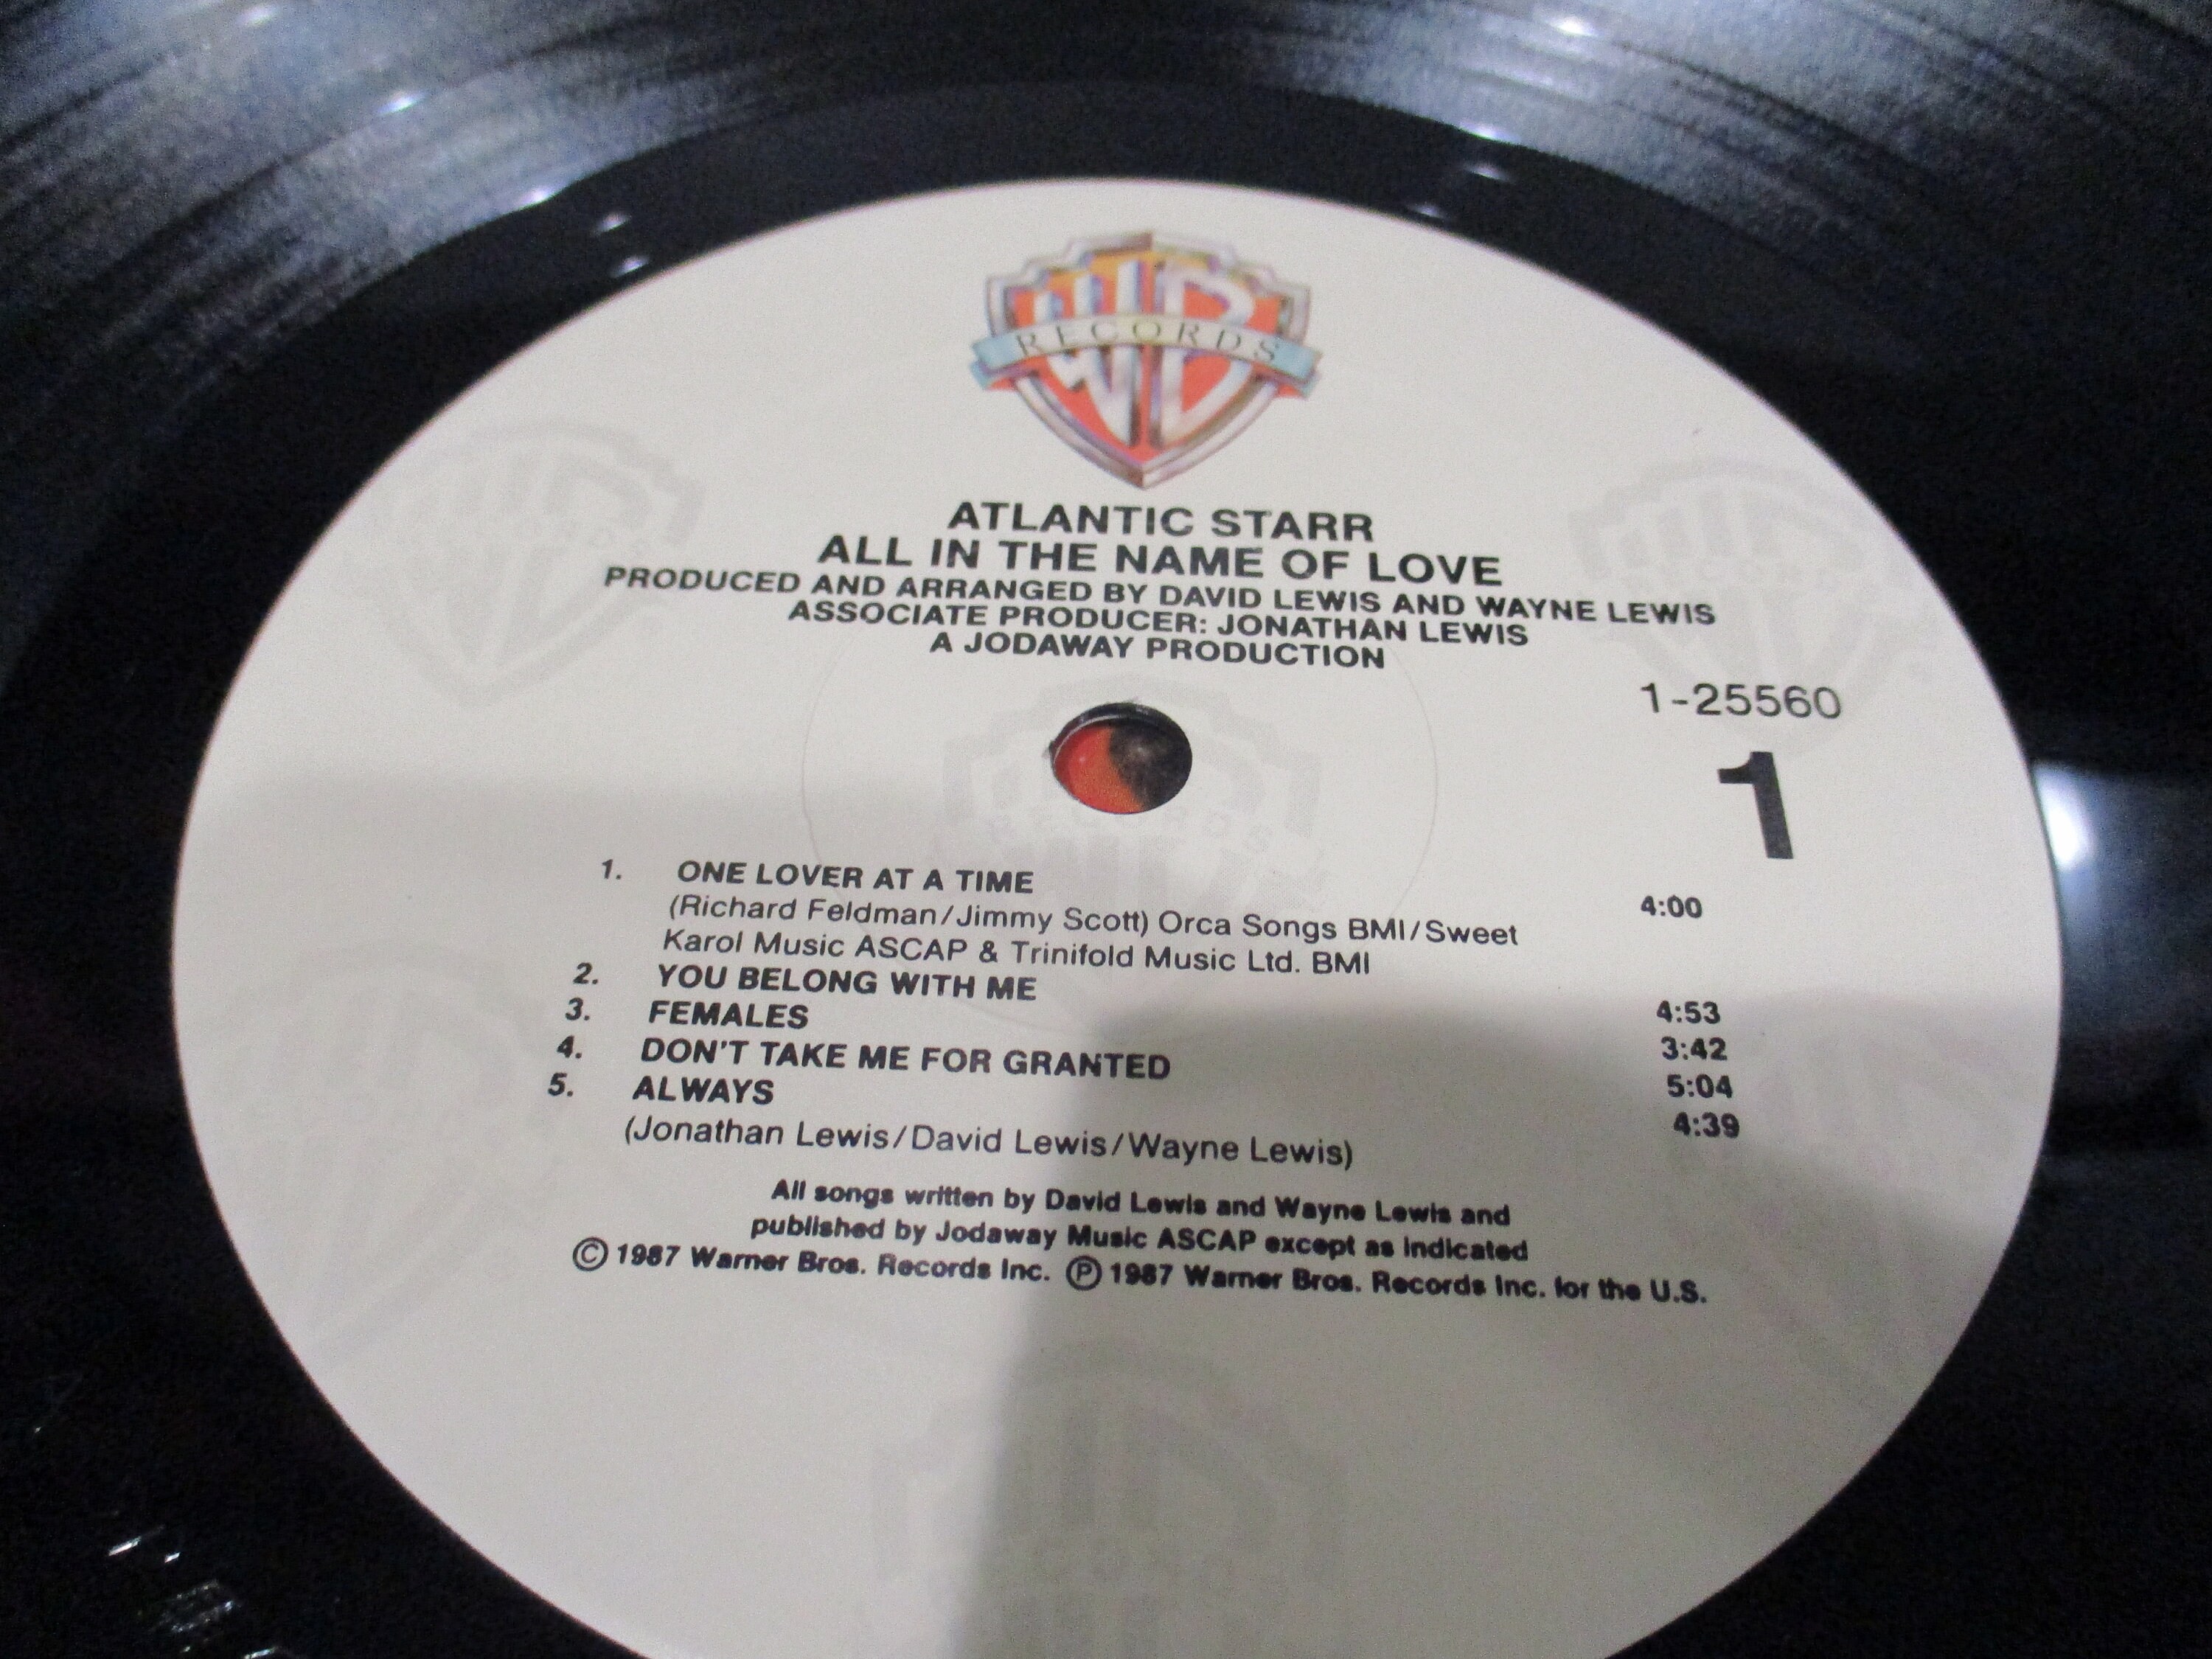 WB
RECORDS
ATLANTIC STARR
ALL IN THE NAME OF LOVE
PRODUCED AND ARRANGED BY DAVID LEWIS AND WAYNE LEWIS
ASSOCIATE PRODUCER: JONATHAN LEWIS
A JODAWAY PRODUCTION
1-25560
1
1. ONE LOVER AT A TIME 4:00
(Richard Feldman/Jimmy Scott) Orca Songs BMI/Sweet
Karol Music ASCAP & Trinifold Music Ltd. BMI
2. YOU BELONG WITH ME 4:53
3. FEMALES 3:42
4. DON'T TAKE ME FOR GRANTED 5:04
5. ALWAYS 4:39
(Jonathan Lewis/David Lewis/Wayne Lewis)
All songs written by David Lewis and Wayne Lewis and
published by Jodaway Music ASCAP except as indicated
© 1987 Warner Bros. Records Inc. ℗ 1987 Warner Bros. Records Inc. for the U.S.